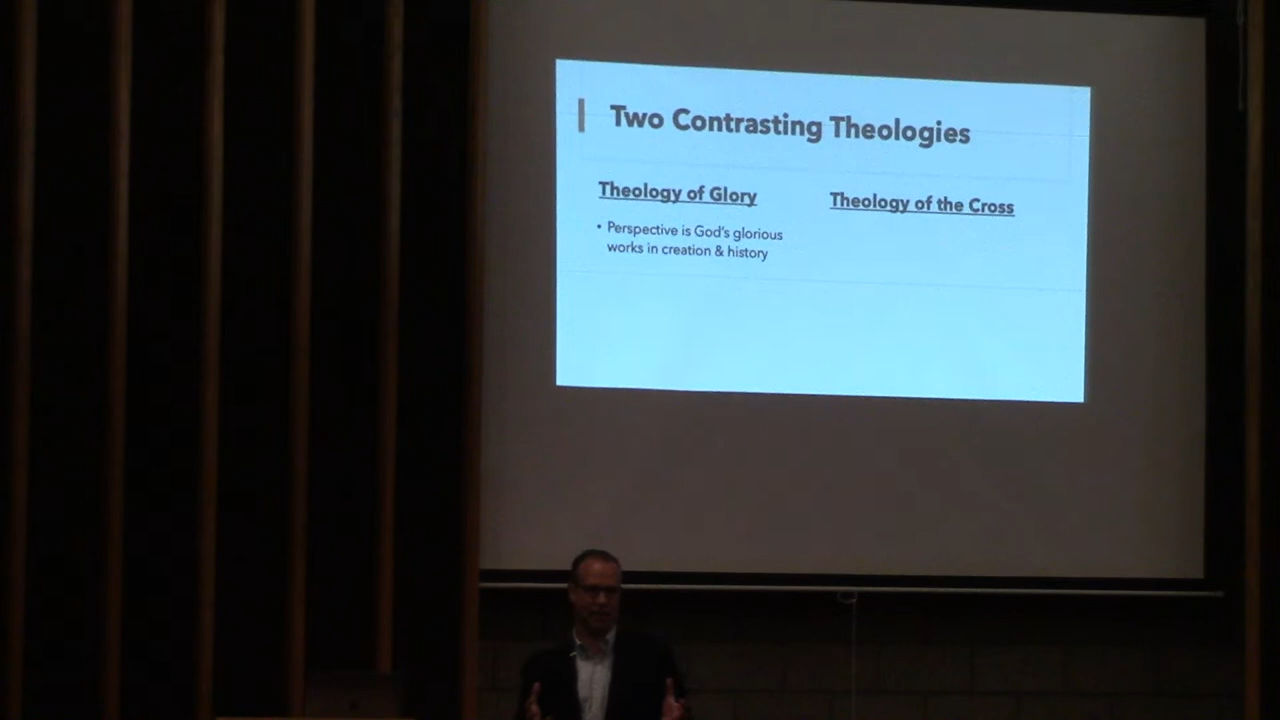 Two Contrasting Theologies
Theology of Glory
• Perspective is God's glorious
works in creation & history
Theology of the Cross